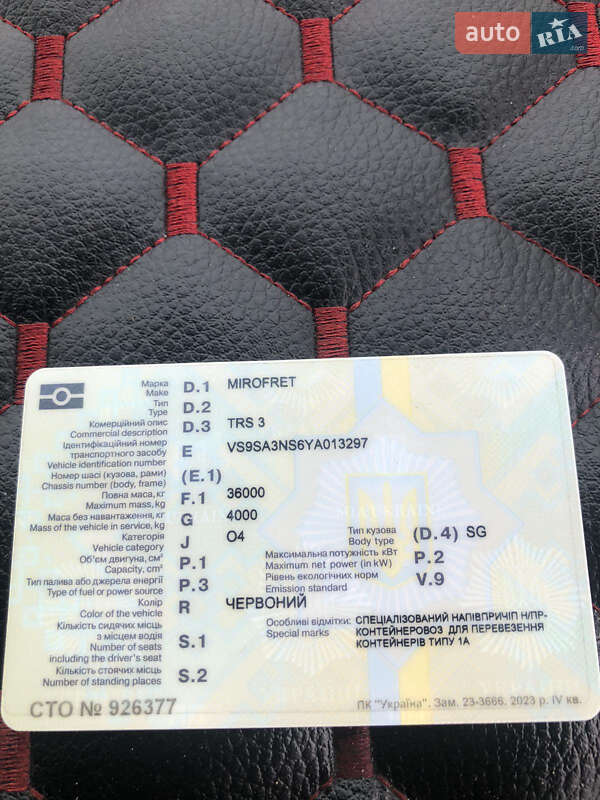 auto RIA .com
Марка D.1 MIROFRET
Make
Тип D.2
Type
Комерційний опис D.3 TRS 3
Commercial description
Ідентифікаційний номер
транспортного засобу E VS9SA3NS6YA013297
Vehicle identification number
Номер шасі (кузова, рами) (E.1)
Chassis number (body, frame)
Повна маса, кг F.1 36000
Maximum mass, kg
Маса без навантаження, кг G 4000
Mass of the vehicle in service, kg
Категорія J O4 Тип кузова (D.4) SG
Vehicle category Body type
Об'єм двигуна, см³ P.1 Максимальна потужність кВт P.2
Capacity, cm³ Maximum net power (in kW)
Тип палива або джерела енергії P.3 Рівень екологічних норм V.9
Type of fuel or power source Emission standard
Колір R ЧЕРВОНИЙ
Color of the vehicle
Кількість сидячих місць Особливі відмітки: СПЕЦІАЛІЗОВАНИЙ НАПІВПРИЧІП Н/ПР-
з місцем водія S.1 Special marks КОНТЕЙНЕРОВОЗ ДЛЯ ПЕРЕВЕЗЕННЯ
Number of seats КОНТЕЙНЕРІВ ТИПУ 1А
including the driver's seat
Кількість стоячих місць S.2
Number of standing places
СТО № 926377 ПК "Україна". Зам. 23-3666. 2023 р. IV кв.